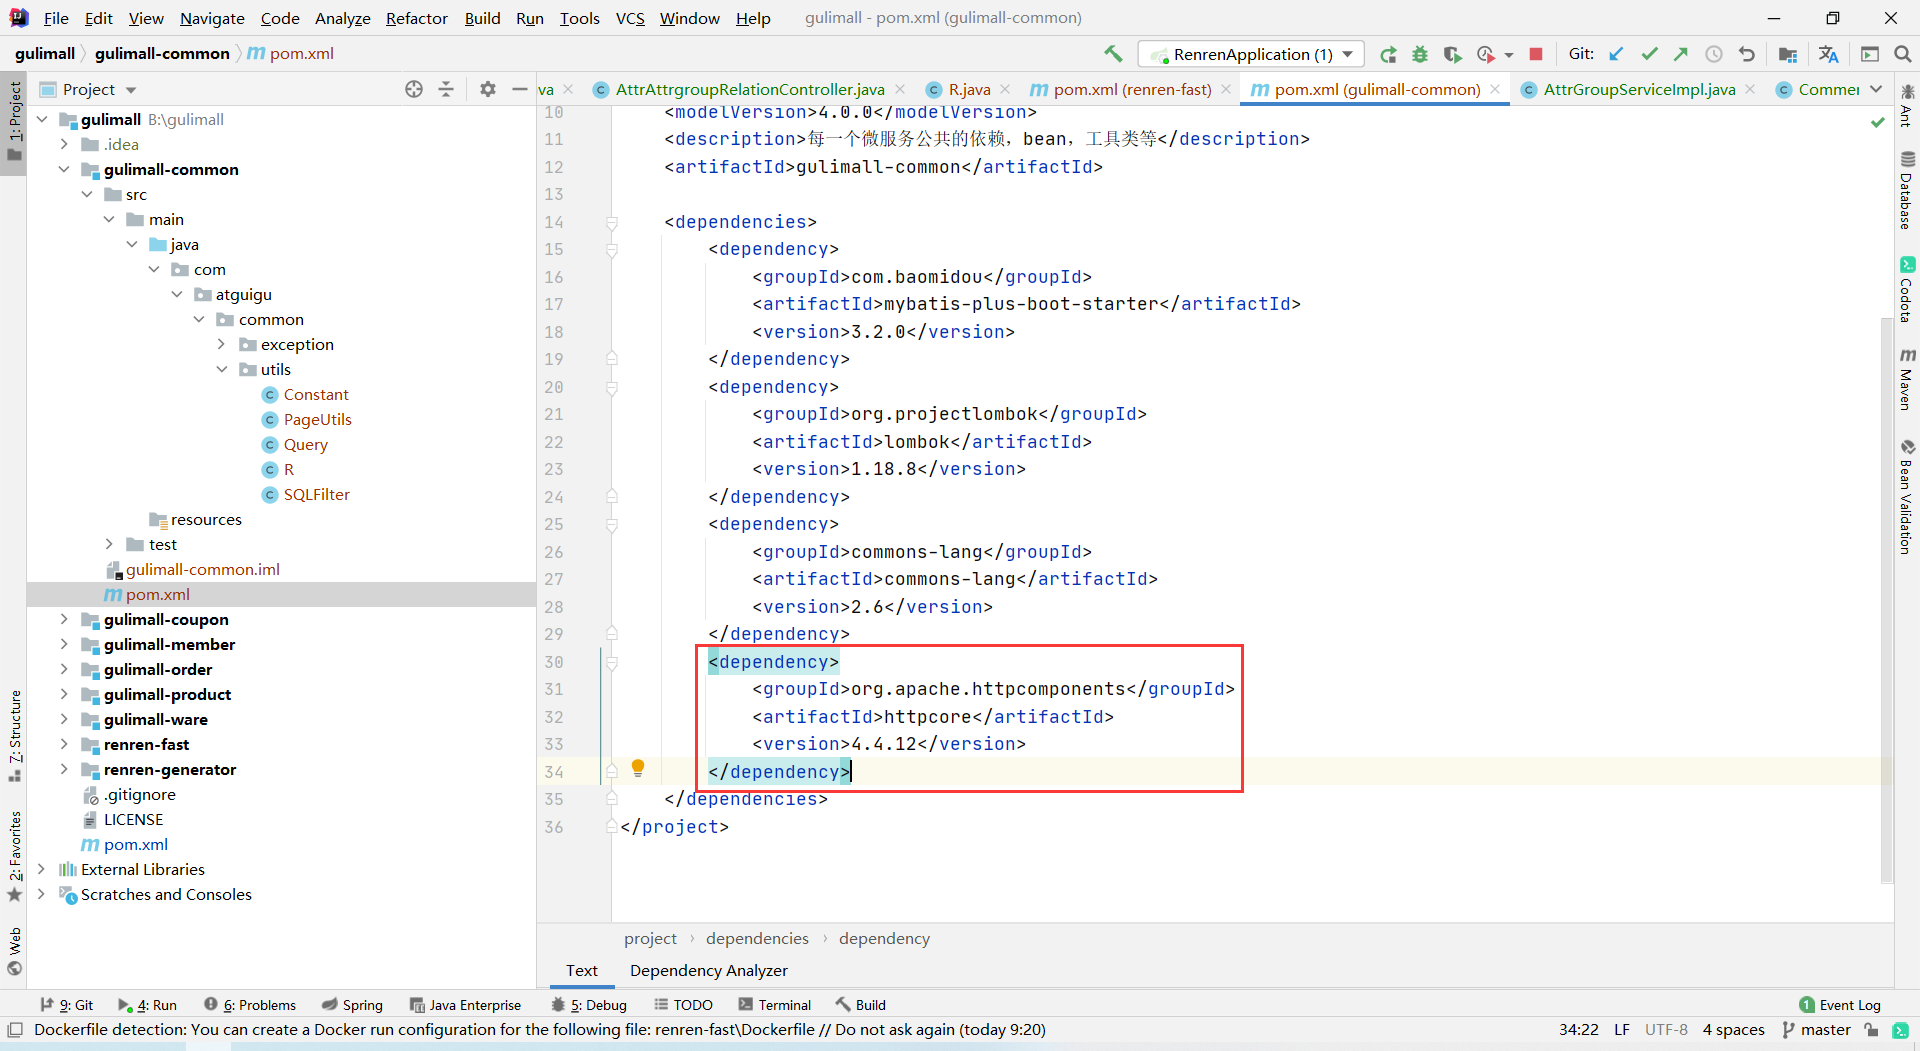 File Edit View Navigate Code Analyze Refactor Build Run Tools VCS Window Help gulimall - pom.xml (gulimall-common)
gulimall gulimall-common pom.xml RenrenApplication (1) Git:
Project va AttrAttrgroupRelationController.java R.java pom.xml (renren-fast) pom.xml (gulimall-common) AttrGroupServiceImpl.java Commer
1: Project
7: Structure
2: Favorites
Web
gulimall B:\gulimall
.idea
gulimall-common
src
main
java
com
atguigu
common
exception
utils
Constant
PageUtils
Query
R
SQLFilter
resources
test
gulimall-common.iml
pom.xml
gulimall-coupon
gulimall-member
gulimall-order
gulimall-product
gulimall-ware
renren-fast
renren-generator
.gitignore
LICENSE
pom.xml
External Libraries
Scratches and Consoles
10 <modelVersion>4.0.0</modelVersion>
11 <description>每一个微服务公共的依赖，bean，工具类等</description>
12 <artifactId>gulimall-common</artifactId>
13
14 <dependencies>
15 <dependency>
16 <groupId>com.baomidou</groupId>
17 <artifactId>mybatis-plus-boot-starter</artifactId>
18 <version>3.2.0</version>
19 </dependency>
20 <dependency>
21 <groupId>org.projectlombok</groupId>
22 <artifactId>lombok</artifactId>
23 <version>1.18.8</version>
24 </dependency>
25 <dependency>
26 <groupId>commons-lang</groupId>
27 <artifactId>commons-lang</artifactId>
28 <version>2.6</version>
29 </dependency>
30 <dependency>
31 <groupId>org.apache.httpcomponents</groupId>
32 <artifactId>httpcore</artifactId>
33 <version>4.4.12</version>
34 </dependency>
35 </dependencies>
36 </project>
Ant
Database
Codota
Maven
Bean Validation
project dependencies dependency
Text Dependency Analyzer
9: Git 4: Run 6: Problems Spring Java Enterprise 5: Debug TODO Terminal Build 1 Event Log
Dockerfile detection: You can create a Docker run configuration for the following file: renren-fast\Dockerfile // Do not ask again (today 9:20) 34:22 LF UTF-8 4 spaces master